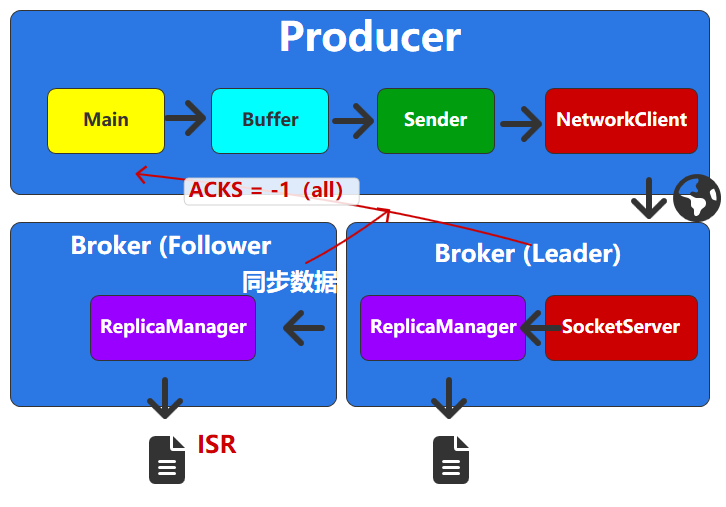 Producer
Main
Buffer
Sender
NetworkClient
ACKS = -1（all）
Broker (Follower
Broker (Leader)
同步数据
ReplicaManager
ReplicaManager
SocketServer
ISR